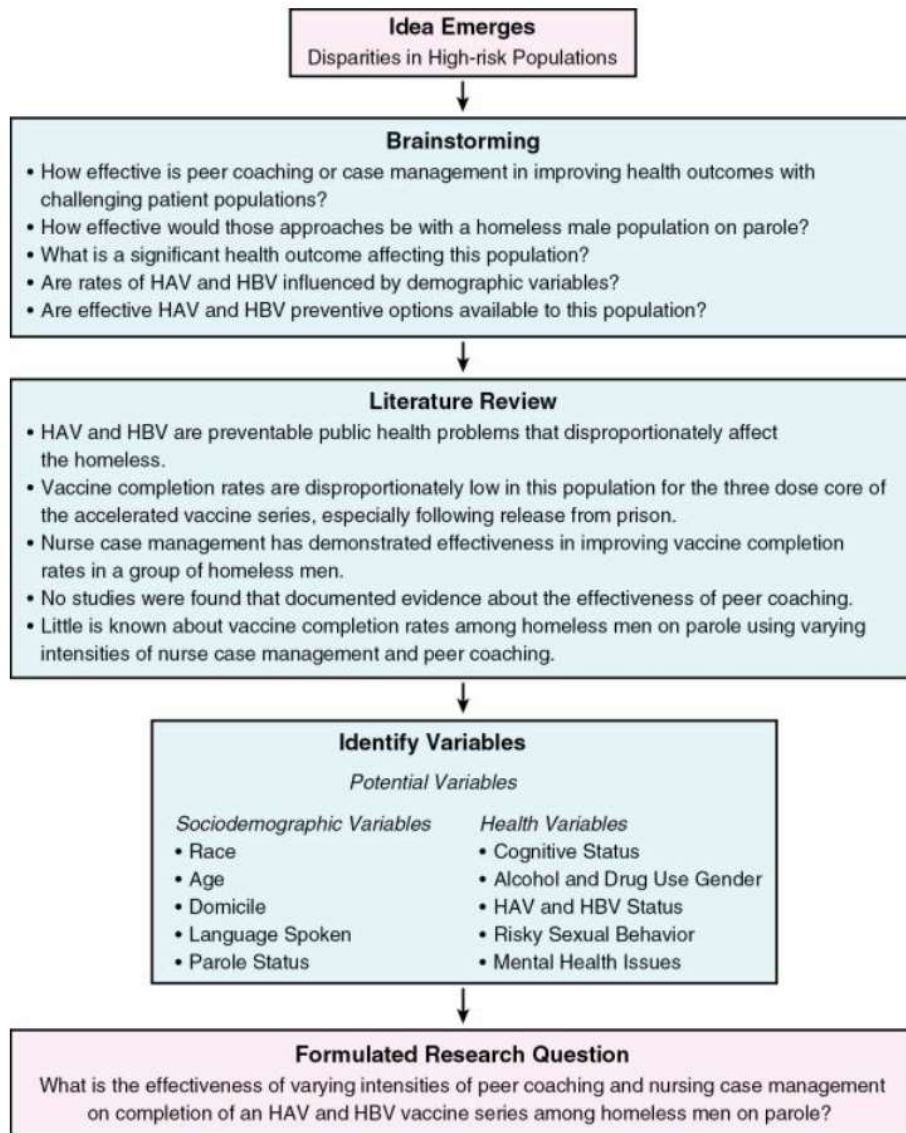 Idea Emerges
Disparities in High-risk Populations
Brainstorming
• How effective is peer coaching or case management in improving health outcomes with
challenging patient populations?
• How effective would those approaches be with a homeless male population on parole?
• What is a significant health outcome affecting this population?
• Are rates of HAV and HBV influenced by demographic variables?
• Are effective HAV and HBV preventive options available to this population?
Literature Review
• HAV and HBV are preventable public health problems that disproportionately affect
the homeless.
• Vaccine completion rates are disproportionately low in this population for the three dose core of
the accelerated vaccine series, especially following release from prison.
• Nurse case management has demonstrated effectiveness in improving vaccine completion
rates in a group of homeless men.
• No studies were found that documented evidence about the effectiveness of peer coaching.
• Little is known about vaccine completion rates among homeless men on parole using varying
intensities of nurse case management and peer coaching.
Identify Variables
Potential Variables
Sociodemographic Variables
• Race
• Age
• Domicile
• Language Spoken
• Parole Status
Health Variables
• Cognitive Status
• Alcohol and Drug Use Gender
• HAV and HBV Status
• Risky Sexual Behavior
• Mental Health Issues
Formulated Research Question
What is the effectiveness of varying intensities of peer coaching and nursing case management
on completion of an HAV and HBV vaccine series among homeless men on parole?